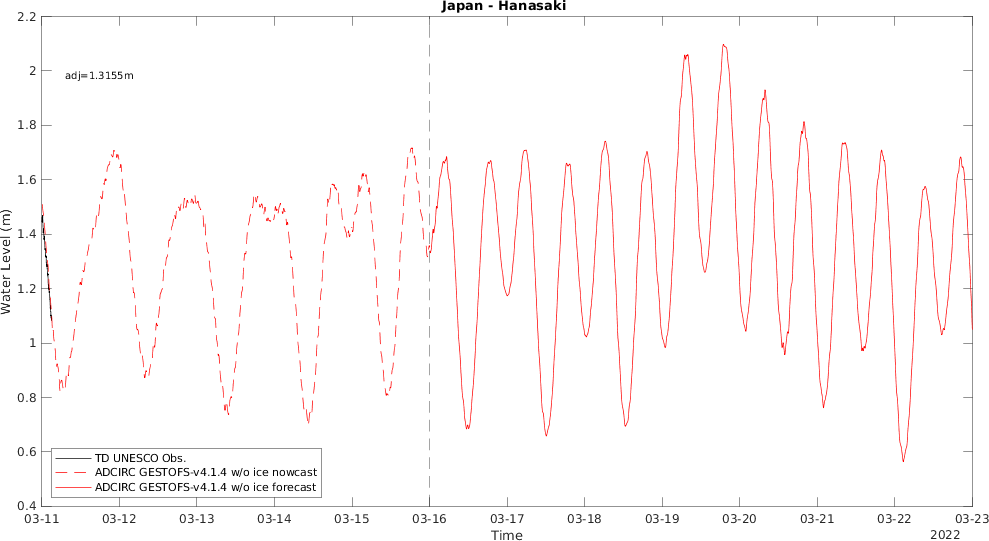 Japan - Hanasaki
2.2
2
1.8
1.6
1.4
1.2
1
0.8
0.6
0.4
Water Level (m)
adj=1.3155m
TD UNESCO Obs.
ADCIRC GESTOFS-v4.1.4 w/o ice nowcast
ADCIRC GESTOFS-v4.1.4 w/o ice forecast
03-11 03-12 03-13 03-14 03-15 03-16 03-17 03-18 03-19 03-20 03-21 03-22 03-23
Time
2022